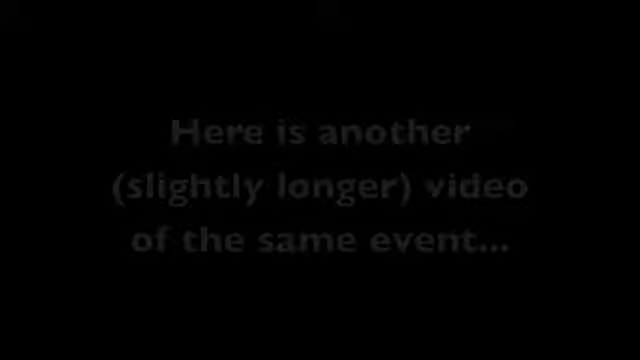 Here is another
(slightly longer) video
of the same event...